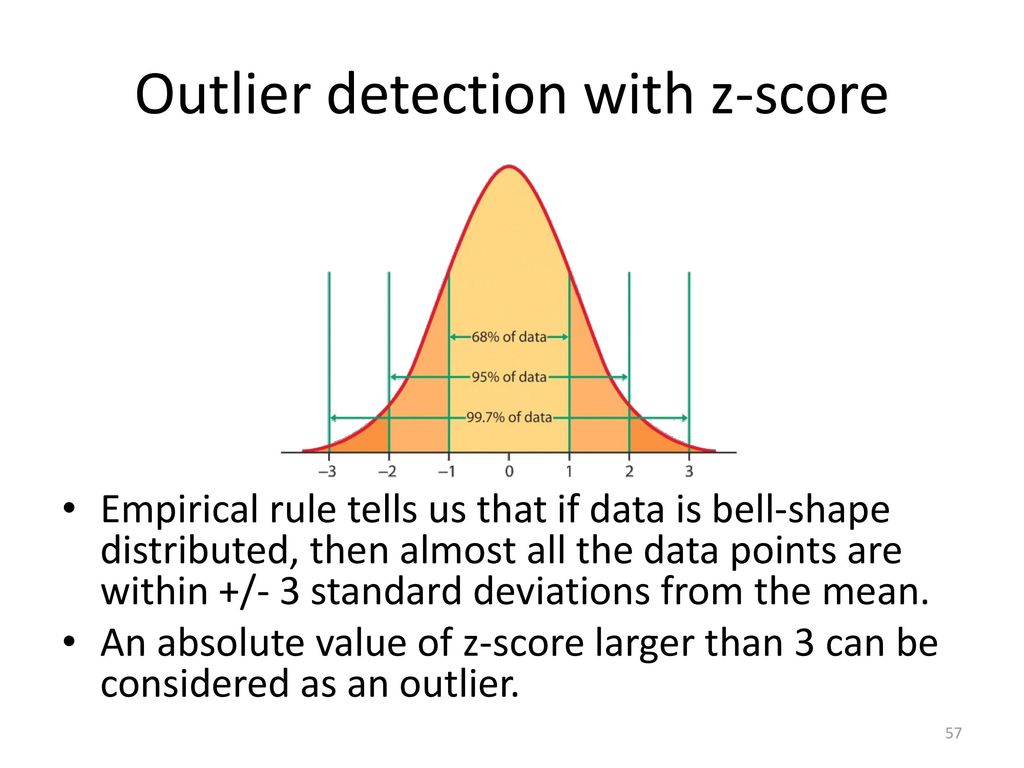 Outlier detection with z-score
68% of data
95% of data
99.7% of data
−3 −2 −1 0 1 2 3
• Empirical rule tells us that if data is bell-shape
distributed, then almost all the data points are
within +/- 3 standard deviations from the mean.
• An absolute value of z-score larger than 3 can be
considered as an outlier.
57